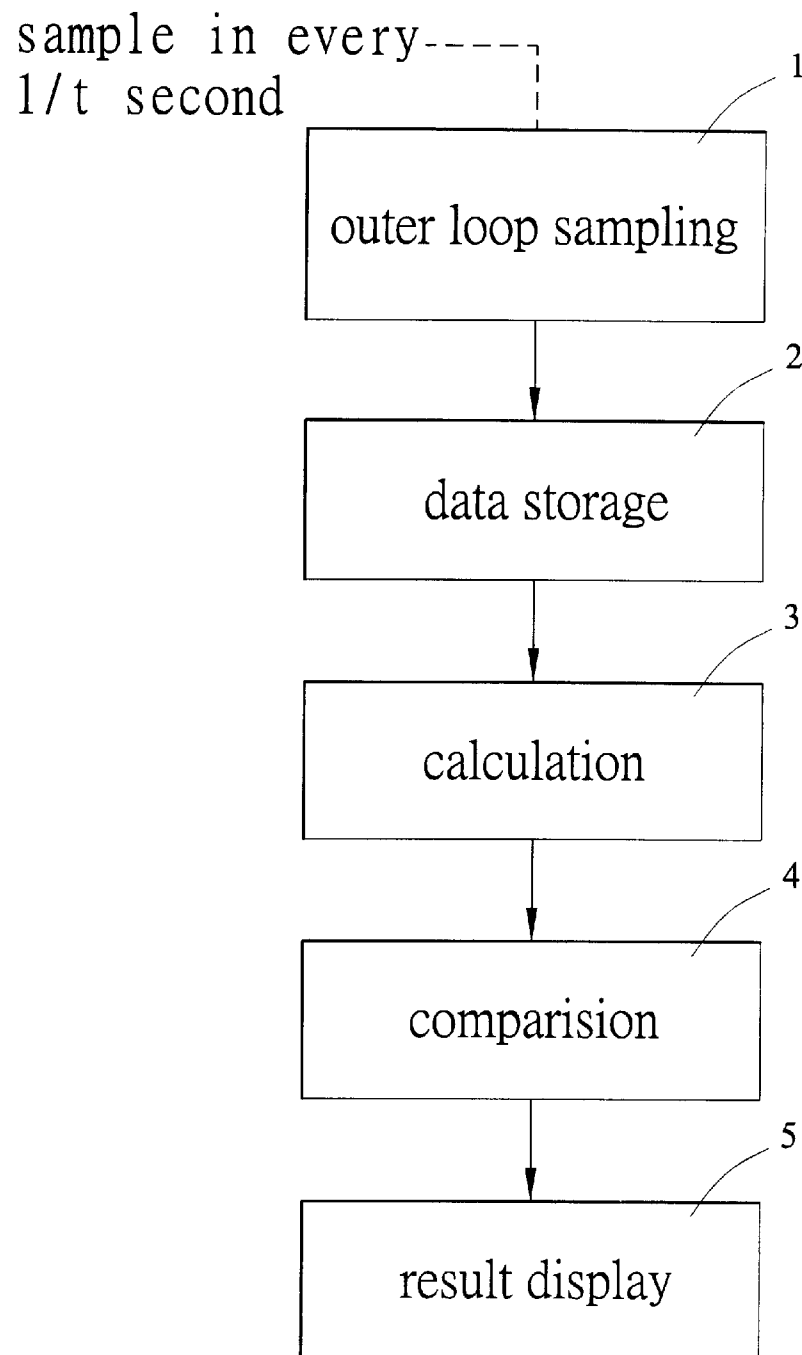 sample in every
1/t second
1
outer loop sampling
2
data storage
3
calculation
4
comparision
5
result display